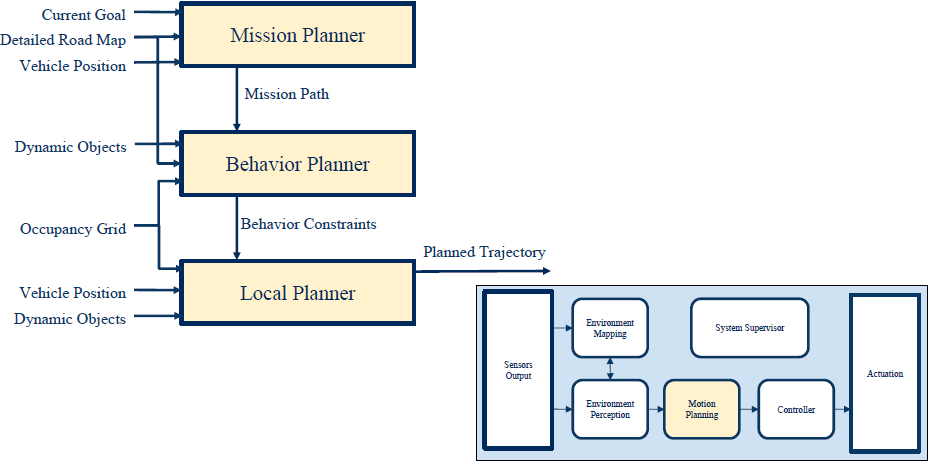 Current Goal
Detailed Road Map
Vehicle Position
Mission Planner
Mission Path
Dynamic Objects
Behavior Planner
Occupancy Grid
Behavior Constraints
Planned Trajectory
Vehicle Position
Dynamic Objects
Local Planner
Sensors
Output
Environment
Mapping
System Supervisor
Environment
Perception
Motion
Planning
Controller
Actuation